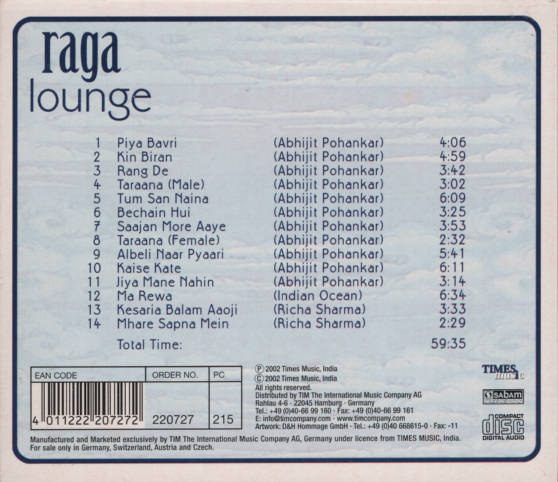 raga
lounge
1 Piya Bavri (Abhijit Pohankar) 4:06
2 Kin Biran (Abhijit Pohankar) 4:59
3 Rang De (Abhijit Pohankar) 3:42
4 Taraana (Male) (Abhijit Pohankar) 3:02
5 Tum San Naina (Abhijit Pohankar) 6:09
6 Bechain Hui (Abhijit Pohankar) 3:25
7 Saajan More Aaye (Abhijit Pohankar) 3:53
8 Taraana (Female) (Abhijit Pohankar) 2:32
9 Albeli Naar Pyaari (Abhijit Pohankar) 5:41
10 Kaise Kate (Abhijit Pohankar) 6:11
11 Jiya Mane Nahin (Abhijit Pohankar) 3:14
12 Ma Rewa (Indian Ocean) 6:34
13 Kesaria Balam Aaoji (Richa Sharma) 3:33
14 Mhare Sapna Mein (Richa Sharma) 2:29
Total Time: 59:35
EAN CODE ORDER NO. PC
4 011222 207272 220727 215
Ⓟ 2002 Times Music, India
© 2002 Times Music, India
All rights reserved.
Distributed by TIM The International Music Company AG
Rahlau 4-6 · 22045 Hamburg · Germany
Tel.: +49 (0)40-66 99 160 · Fax: +49 (0)40-66 99 161
E: info@timcompany.com · www.timcompany.com
Artwork: D&H Hommage GmbH · Tel.: +49 (0)40 668615-0 · Fax: -11
TIMES
music
sabam
COMPACT
disc
DIGITAL AUDIO
Manufactured and Marketed exclusively by TIM The International Music Company AG, Germany under licence from TIMES MUSIC, India.
For sale only in Germany, Switzerland, Austria and Czech.